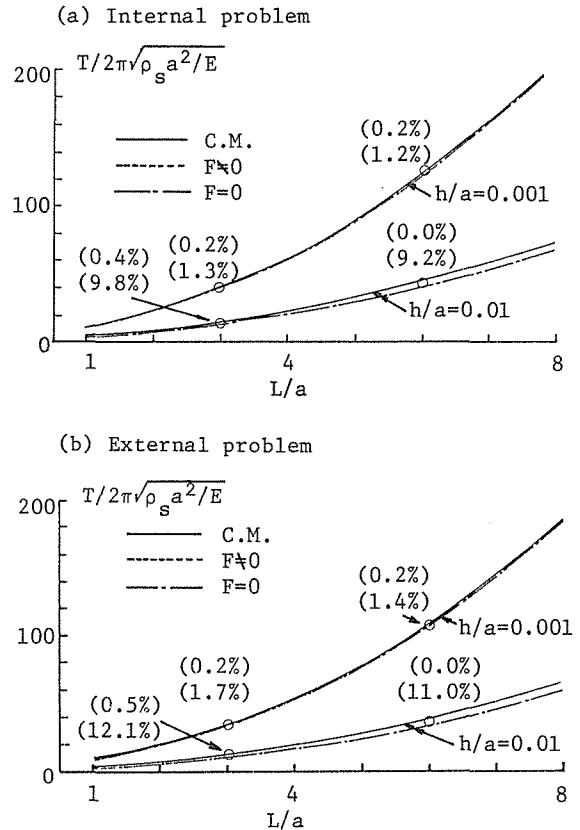 (a) Internal problem
T/2π√ρₛa²/E
200
C.M.
F≒0
F=0
(0.2%)
(1.2%)
h/a=0.001
100
(0.4%)
(9.8%)
(0.2%)
(1.3%)
(0.0%)
(9.2%)
h/a=0.01
0
1 4 8
L/a
(b) External problem
T/2π√ρₛa²/E
200
C.M.
F≒0
F=0
(0.2%)
(1.4%)
h/a=0.001
100
(0.2%)
(1.7%)
(0.0%)
(11.0%)
(0.5%)
(12.1%)
h/a=0.01
0
1 4 8
L/a